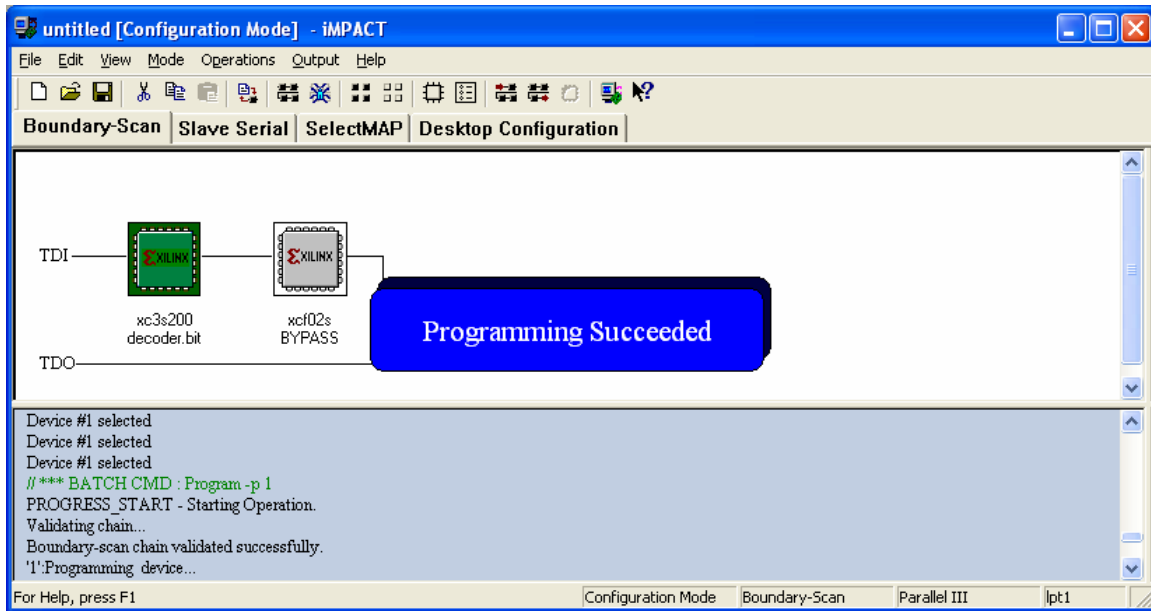 untitled [Configuration Mode] - iMPACT
File Edit View Mode Operations Output Help
Boundary-Scan Slave Serial SelectMAP Desktop Configuration
TDI
XILINX XILINX
xc3s200 xcf02s
decoder.bit BYPASS
Programming Succeeded
TDO
Device #1 selected
Device #1 selected
Device #1 selected
// *** BATCH CMD : Program -p 1
PROGRESS_START - Starting Operation.
Validating chain...
Boundary-scan chain validated successfully.
'1':Programming device...
For Help, press F1 Configuration Mode Boundary-Scan Parallel III lpt1